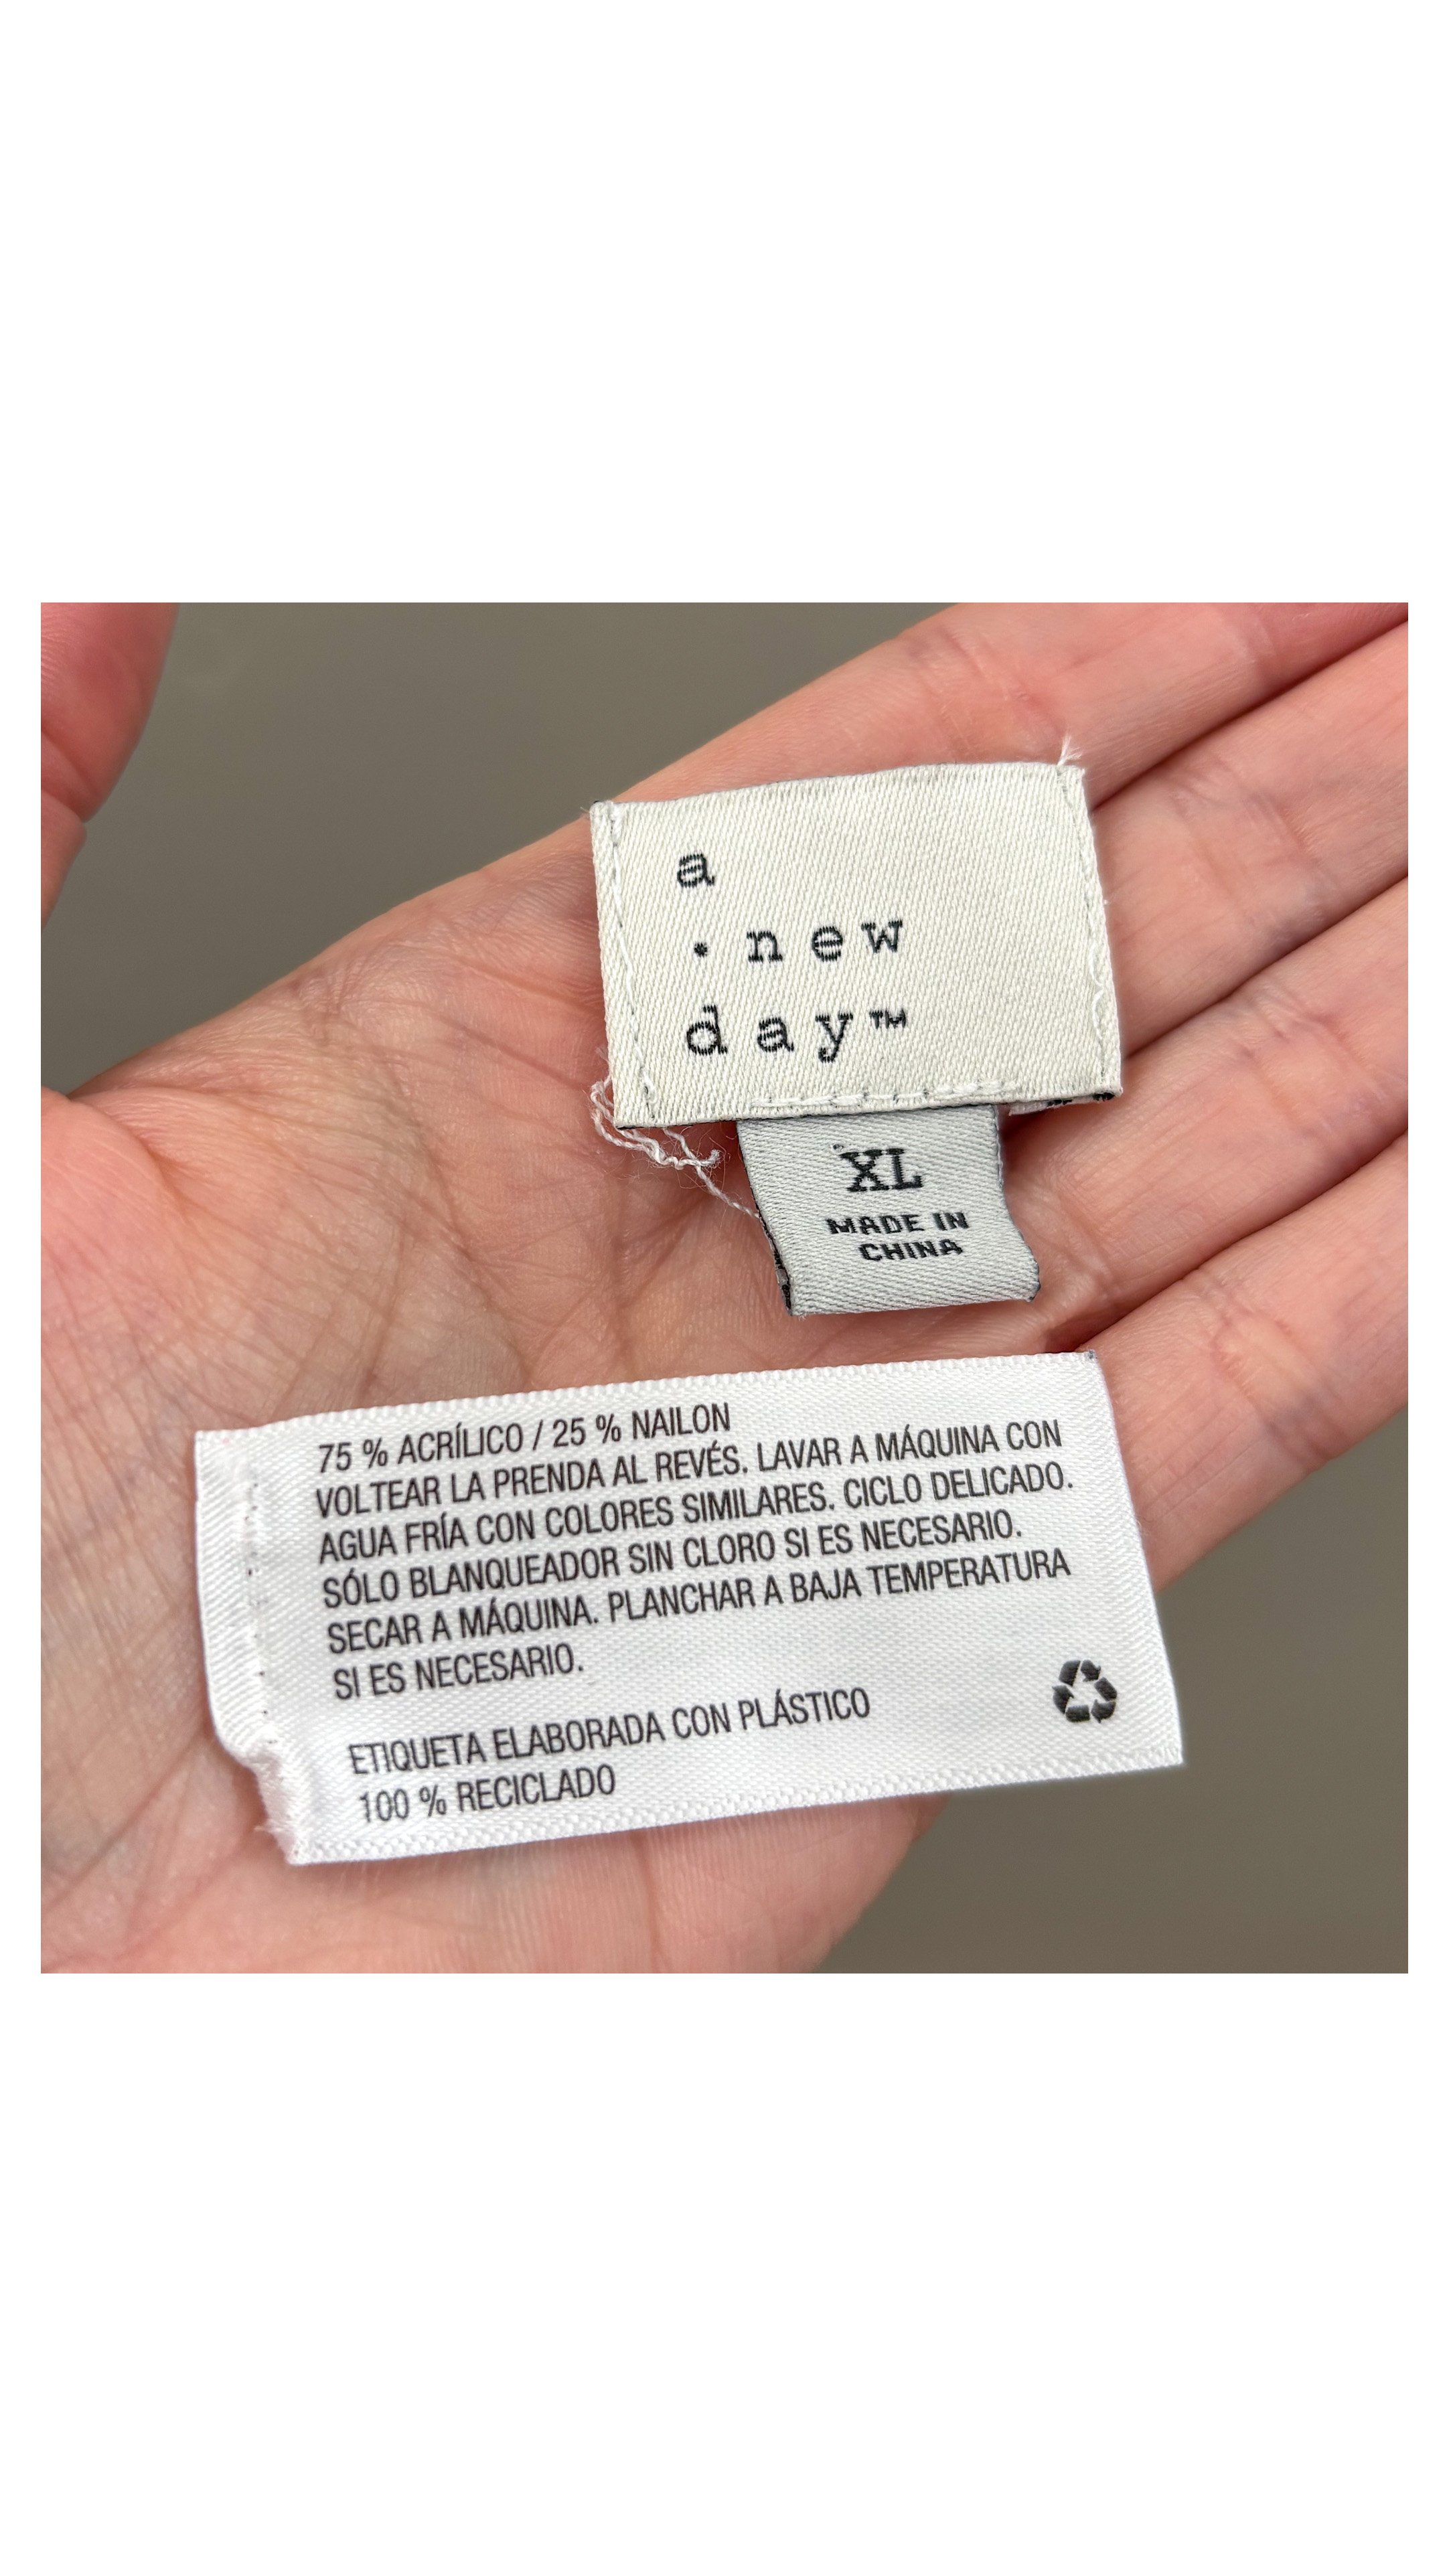 a
· new
day™
XL
MADE IN
CHINA
75 % ACRÍLICO / 25 % NAILON
VOLTEAR LA PRENDA AL REVÉS. LAVAR A MÁQUINA CON
AGUA FRÍA CON COLORES SIMILARES. CICLO DELICADO.
SÓLO BLANQUEADOR SIN CLORO SI ES NECESARIO.
SECAR A MÁQUINA. PLANCHAR A BAJA TEMPERATURA
SI ES NECESARIO.
ETIQUETA ELABORADA CON PLÁSTICO
100 % RECICLADO